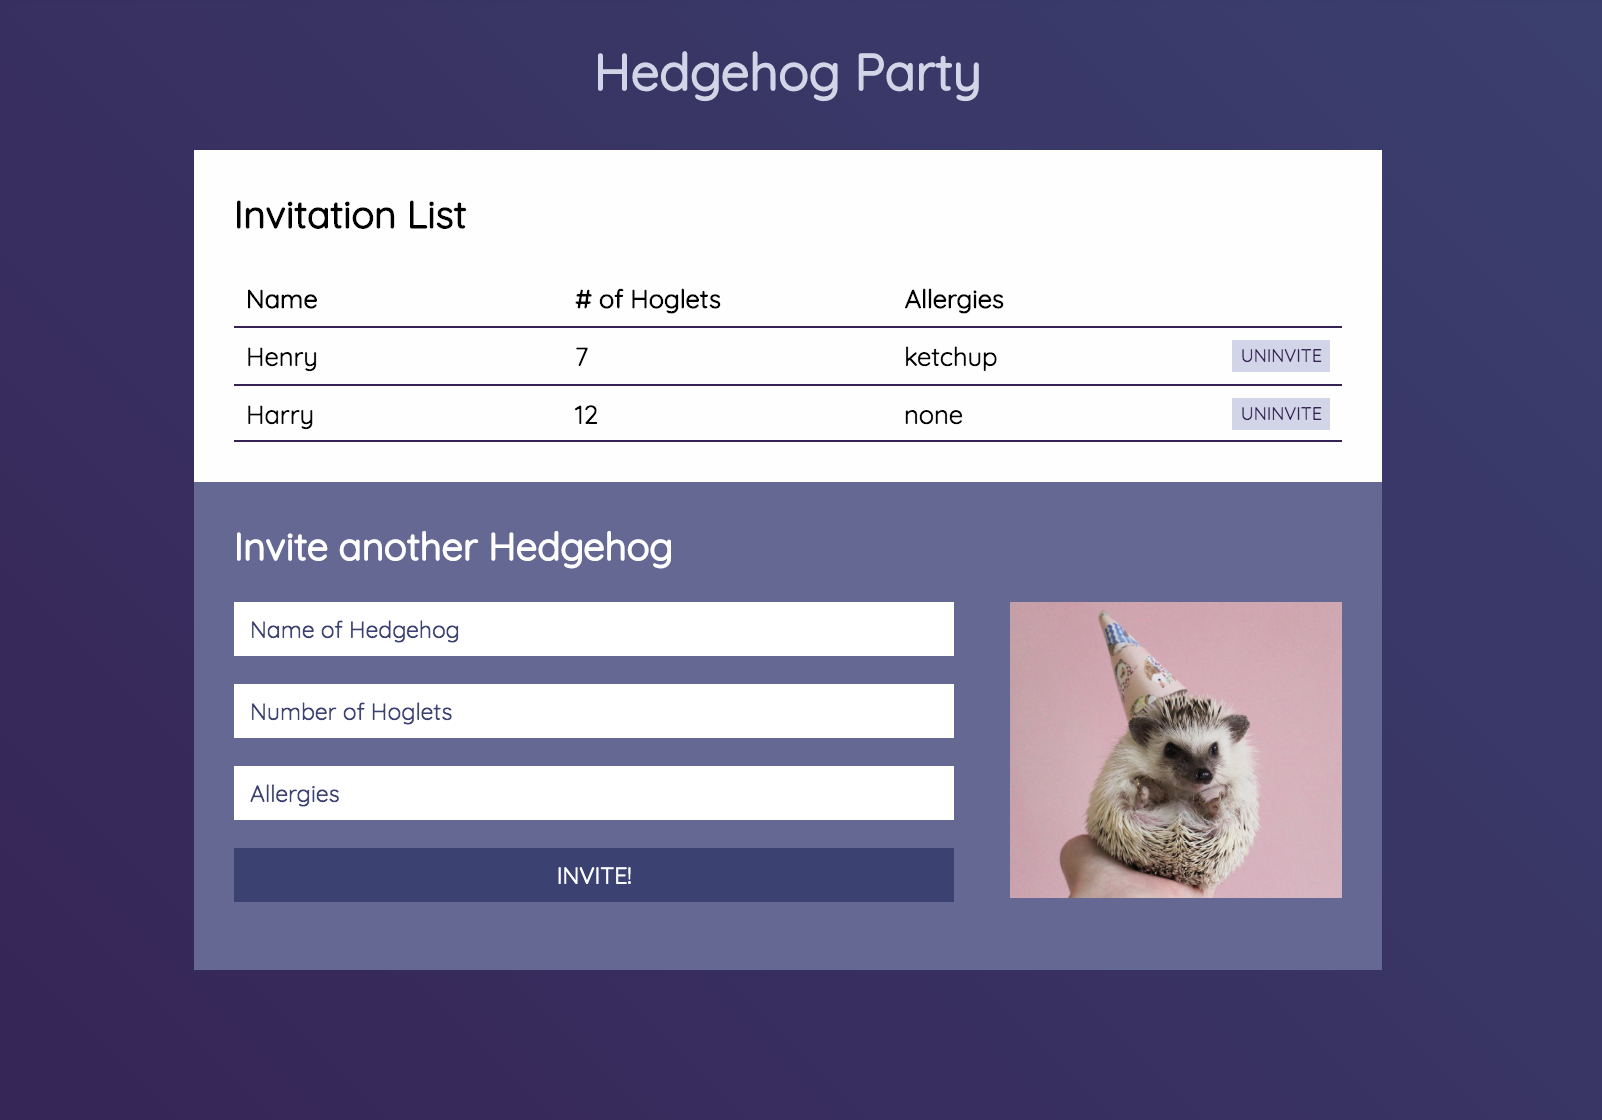 Hedgehog Party
Invitation List
Name # of Hoglets Allergies
Henry 7 ketchup UNINVITE
Harry 12 none UNINVITE
Invite another Hedgehog
Name of Hedgehog
Number of Hoglets
Allergies
INVITE!